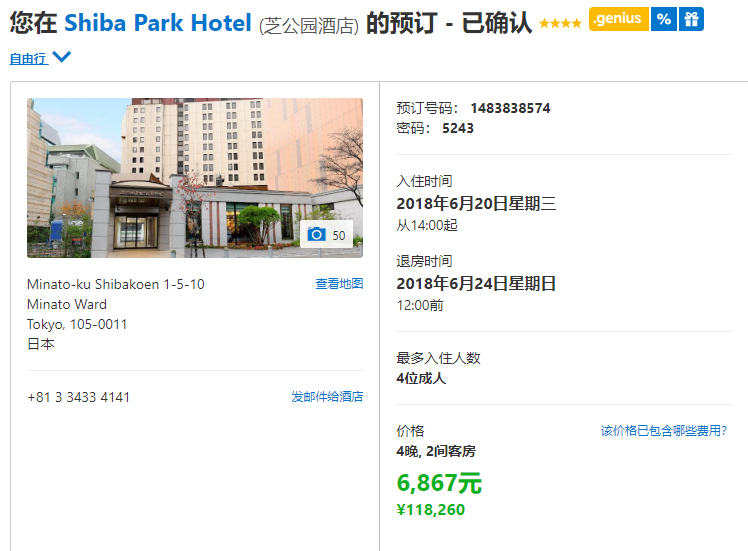 您在 Shiba Park Hotel (芝公园酒店) 的预订 - 已确认 .genius %
自由行
50
Minato-ku Shibakoen 1-5-10
查看地图
Minato Ward
Tokyo, 105-0011
日本
+81 3 3433 4141
发邮件给酒店
预订号码: 1483838574
密码: 5243
入住时间
2018年6月20日星期三
从14:00起
退房时间
2018年6月24日星期日
12:00前
最多入住人数
4位成人
价格
该价格已包含哪些费用?
4晚, 2间客房
6,867元
¥118,260